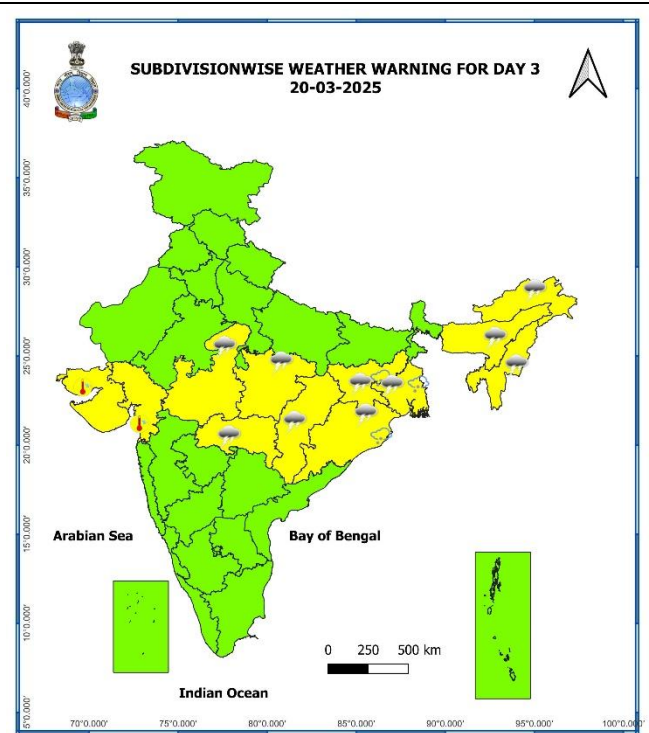 SUBDIVISIONWISE WEATHER WARNING FOR DAY 3
20-03-2025
40°0.000'
35°0.000'
30°0.000'
25°0.000'
20°0.000'
15°0.000'
10°0.000'
5°0.000'
Arabian Sea
Bay of Bengal
0 250 500 km
Indian Ocean
70°0.000' 75°0.000' 80°0.000' 85°0.000' 90°0.000' 95°0.000' 100°0.000'